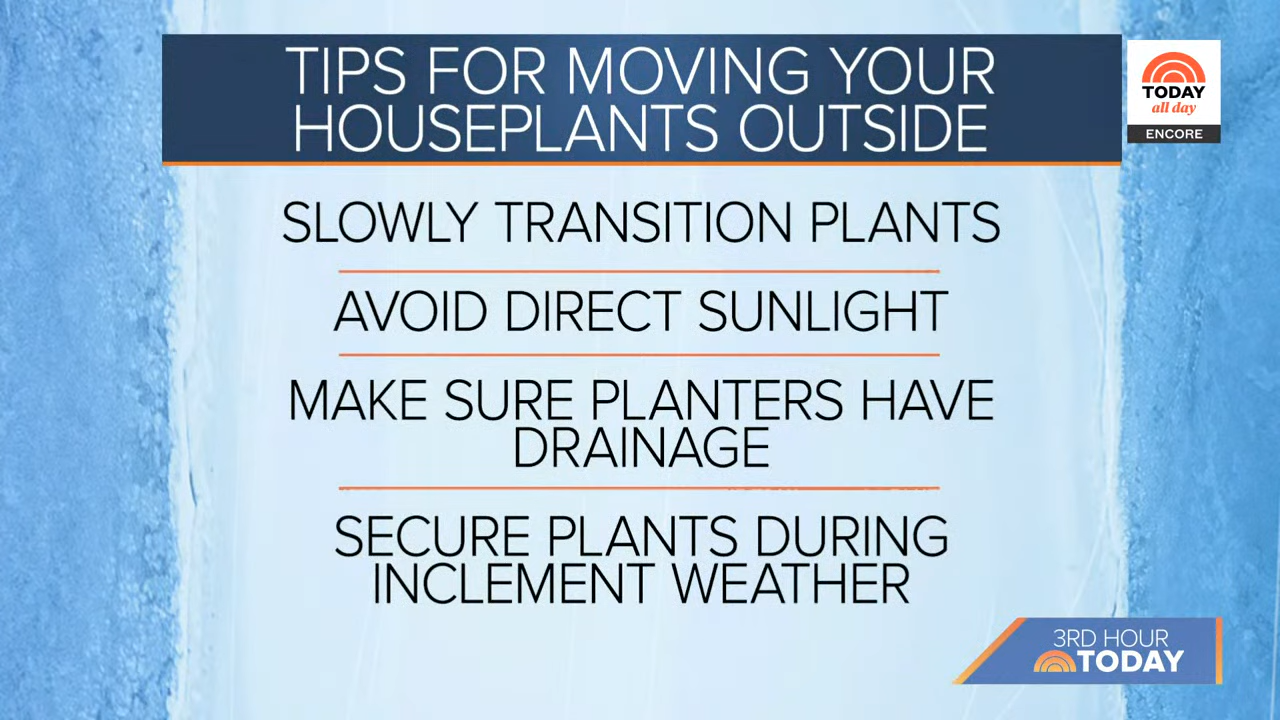 TIPS FOR MOVING YOUR
HOUSEPLANTS OUTSIDE
TODAY
all day
ENCORE
SLOWLY TRANSITION PLANTS
AVOID DIRECT SUNLIGHT
MAKE SURE PLANTERS HAVE
DRAINAGE
SECURE PLANTS DURING
INCLEMENT WEATHER
3RD HOUR
TODAY